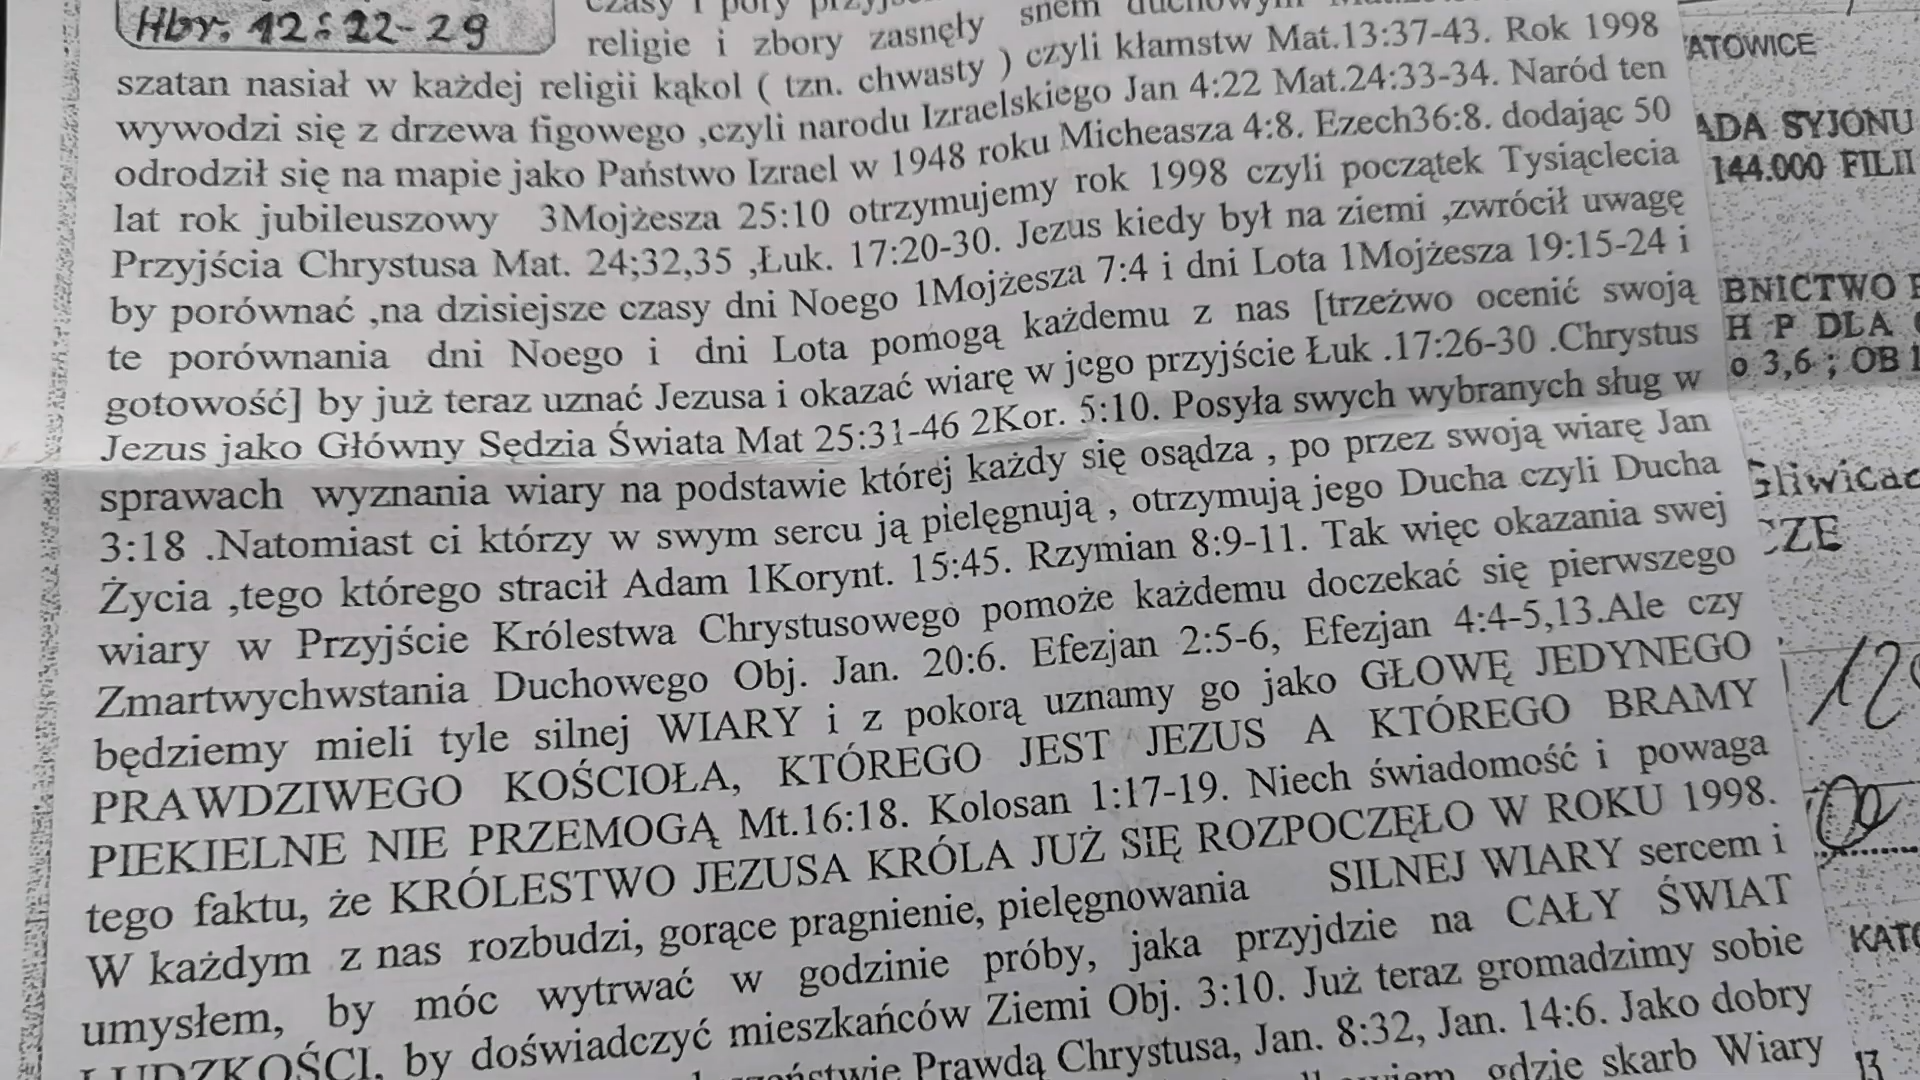 Hbr. 12:22-29
religie i zbory zasnęły snem
szatan nasiał w każdej religii kąkol ( tzn. chwasty ) czyli kłamstw Mat.13:37-43. Rok 1998
wywodzi się z drzewa figowego ,czyli narodu Izraelskiego Jan 4:22 Mat.24:33-34. Naród ten
odrodził się na mapie jako Państwo Izrael w 1948 roku Micheasza 4:8. Ezech36:8. dodając 50
lat rok jubileuszowy 3Mojżesza 25:10 otrzymujemy rok 1998 czyli początek Tysiąclecia
Przyjścia Chrystusa Mat. 24;32,35 ,Łuk. 17:20-30. Jezus kiedy był na ziemi ,zwrócił uwagę
by porównać ,na dzisiejsze czasy dni Noego 1Mojżesza 7:4 i dni Lota 1Mojżesza 19:15-24 i
te porównania dni Noego i dni Lota pomogą każdemu z nas [trzeżwo ocenić swoją
gotowość] by już teraz uznać Jezusa i okazać wiarę w jego przyjście Łuk .17:26-30 .Chrystus
Jezus jako Główny Sędzia Świata Mat 25:31-46 2Kor. 5:10. Posyła swych wybranych sług w
sprawach wyznania wiary na podstawie której każdy się osądza , po przez swoją wiarę Jan
3:18 .Natomiast ci którzy w swym sercu ją pielęgnują , otrzymują jego Ducha czyli Ducha
Życia ,tego którego stracił Adam 1Korynt. 15:45. Rzymian 8:9-11. Tak więc okazania swej
wiary w Przyjście Królestwa Chrystusowego pomoże każdemu doczekać się pierwszego
Zmartwychwstania Duchowego Obj. Jan. 20:6. Efezjan 2:5-6, Efezjan 4:4-5,13.Ale czy
będziemy mieli tyle silnej WIARY i z pokorą uznamy go jako GŁOWĘ JEDYNEGO
PRAWDZIWEGO KOŚCIOŁA, KTÓREGO JEST JEZUS A KTÓREGO BRAMY
PIEKIELNE NIE PRZEMOGĄ Mt.16:18. Kolosan 1:17-19. Niech świadomość i powaga
tego faktu, że KRÓLESTWO JEZUSA KRÓLA JUŻ SIĘ ROZPOCZĘŁO W ROKU 1998.
W każdym z nas rozbudzi, gorące pragnienie, pielęgnowania SILNEJ WIARY sercem i
umysłem, by móc wytrwać w godzinie próby, jaka przyjdzie na CAŁY ŚWIAT
LUDZKOŚCI, by doświadczyć mieszkańców Ziemi Obj. 3:10. Już teraz gromadzimy sobie
Prawdą Chrystusa, Jan. 8:32, Jan. 14:6. Jako dobry
gdzie skarb Wiary
ATOWICE
ADA SYJONU
144.000 FILII
BNICTWO
H P DLA
o 3,6 ; OB
Gliwicac
CZE
KATO
13